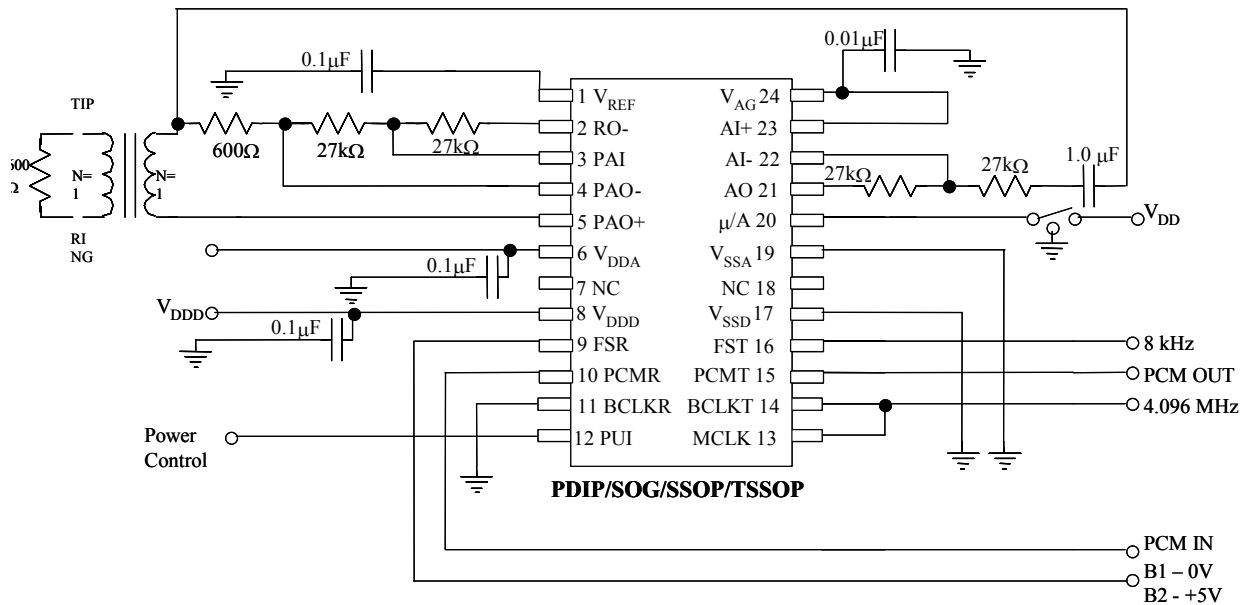 0.1μF
0.01μF
TIP
600Ω
27kΩ
27kΩ
N=
1
N=
1
RI
NG
1 VREF
2 RO-
3 PAI
4 PAO-
5 PAO+
6 VDDA
7 NC
8 VDDD
9 FSR
10 PCMR
11 BCLKR
12 PUI
VAG 24
AI+ 23
AI- 22
AO 21
μ/A 20
VSSA 19
NC 18
VSSD 17
FST 16
PCMT 15
BCLKT 14
MCLK 13
27kΩ
27kΩ
1.0 μF
VDD
0.1μF
VDDD
0.1μF
Power
Control
8 kHz
PCM OUT
4.096 MHz
PDIP/SOG/SSOP/TSSOP
PCM IN
B1 – 0V
B2 - +5V